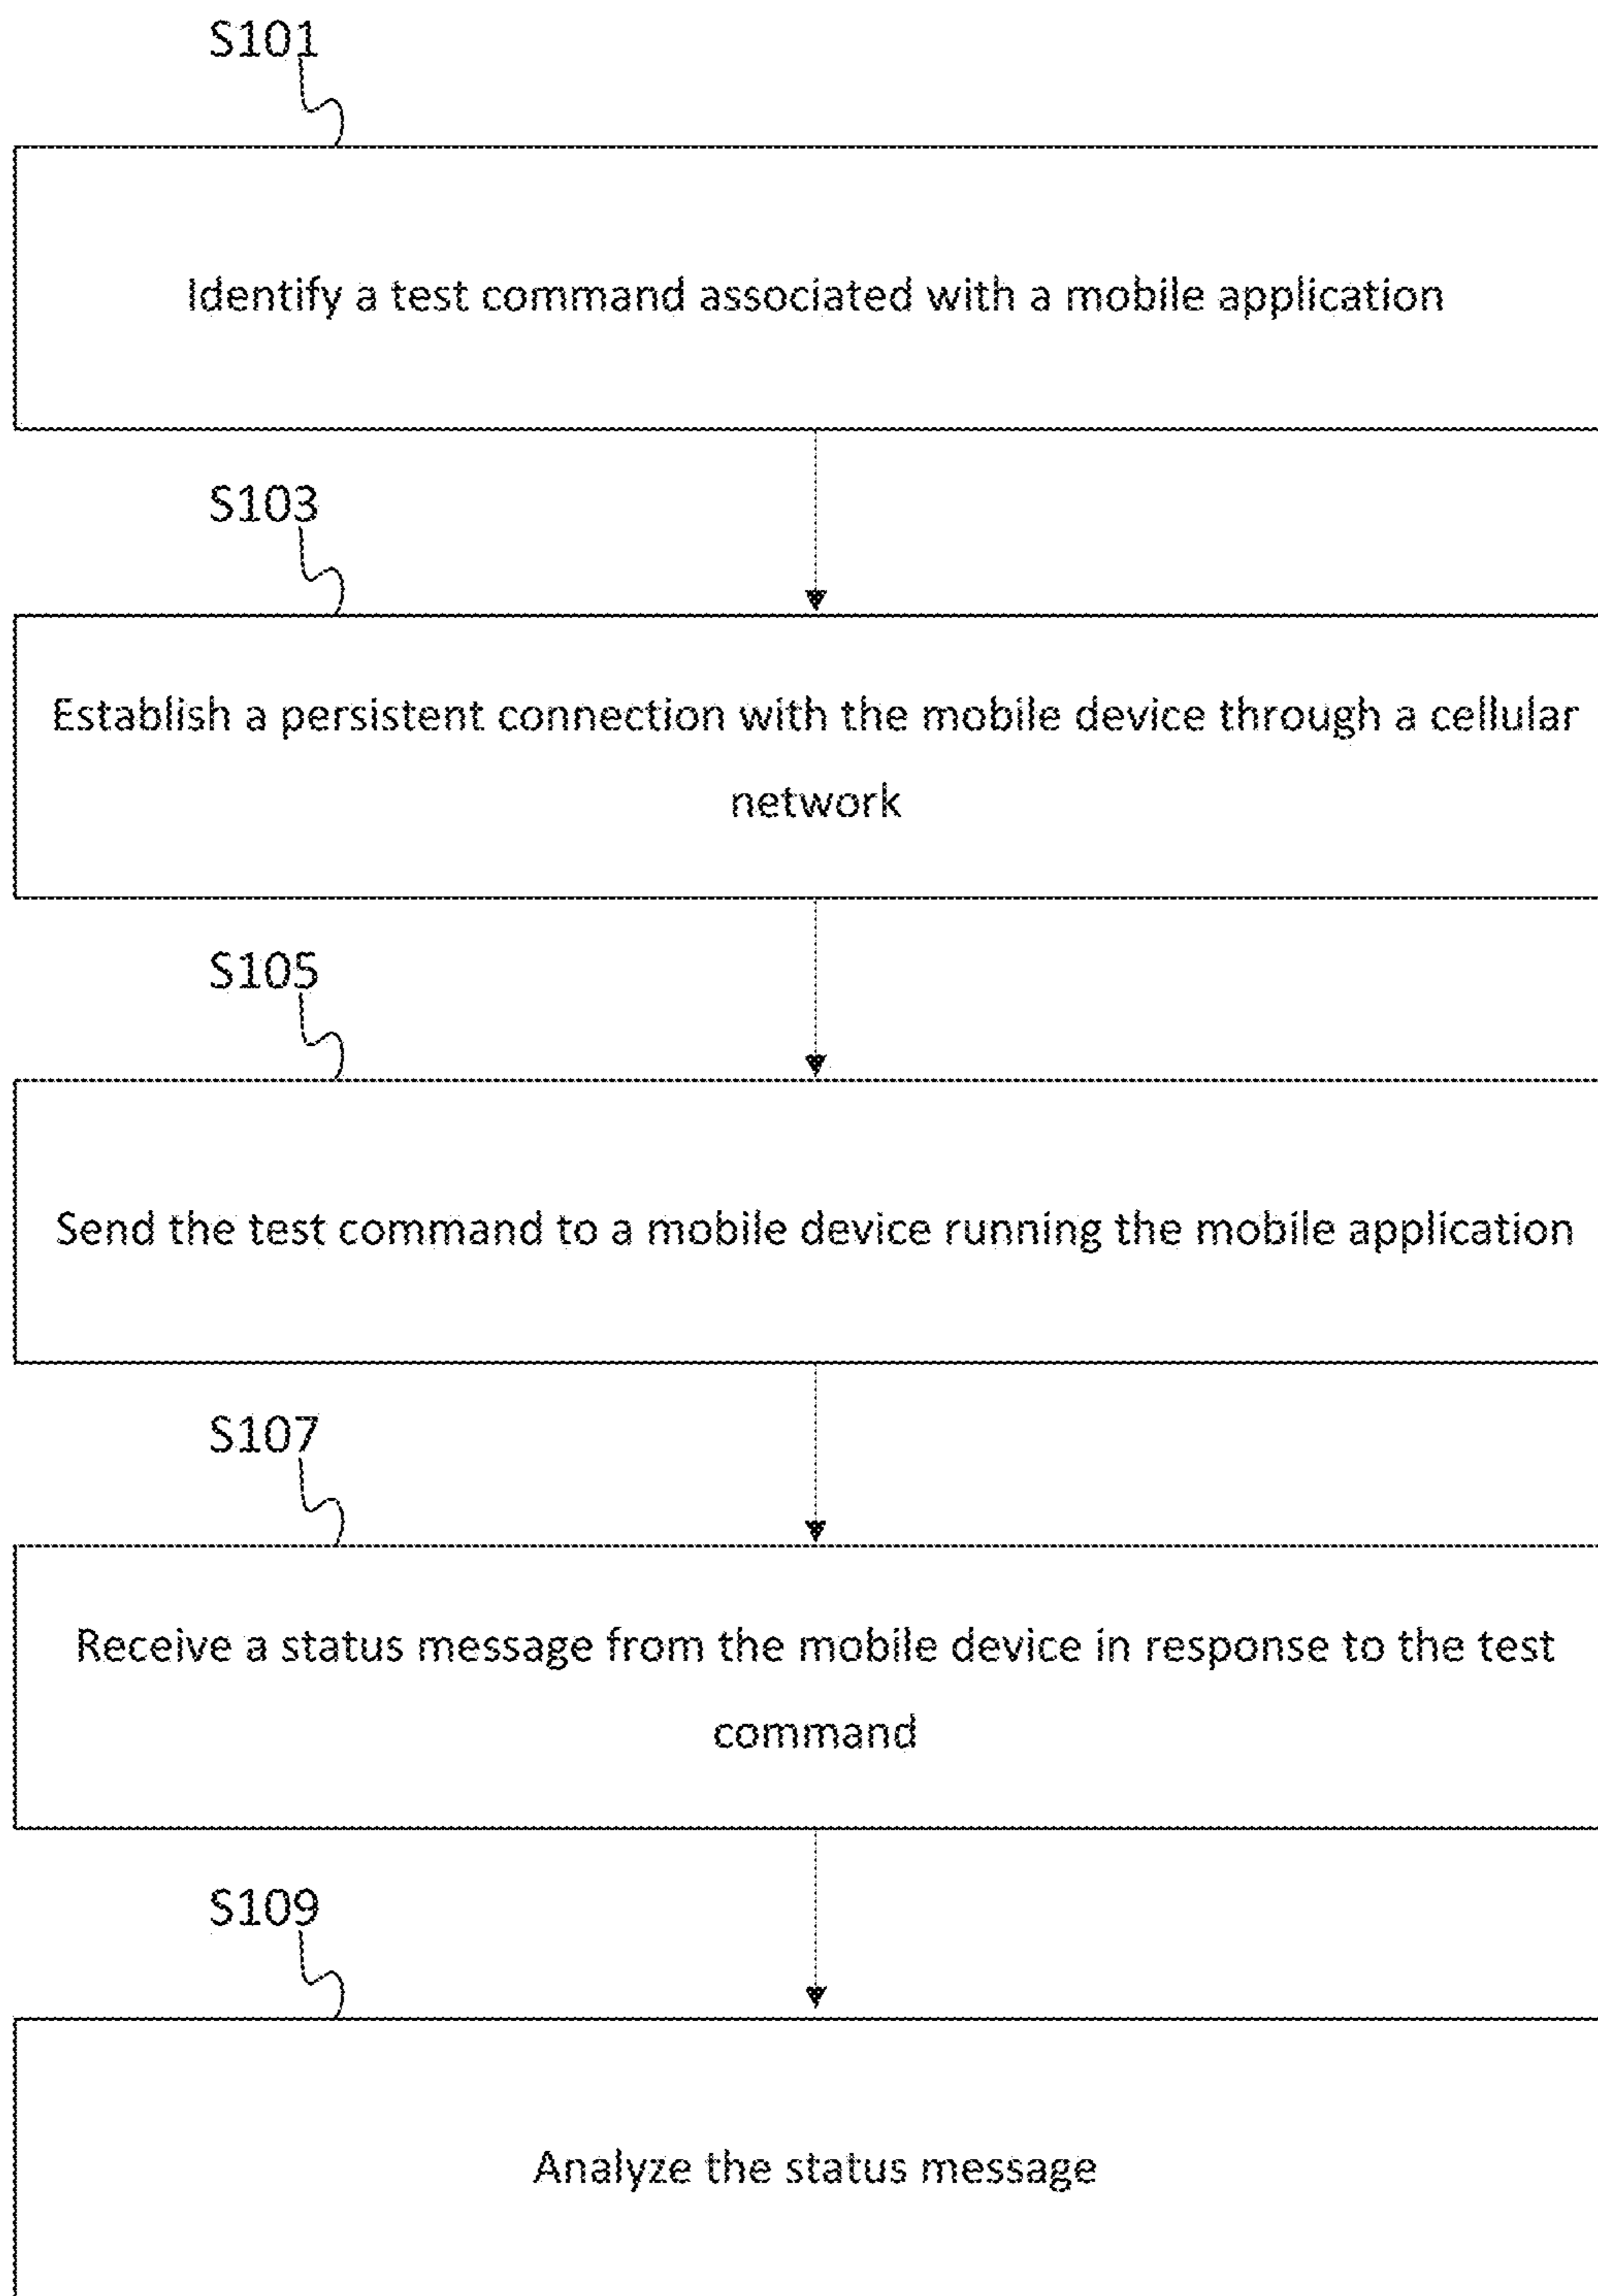 S101
Identify a test command associated with a mobile application
S103
Establish a persistent connection with the mobile device through a cellular
network
S105
Send the test command to a mobile device running the mobile application
S107
Receive a status message from the mobile device in response to the test
command
S109
Analyze the status message